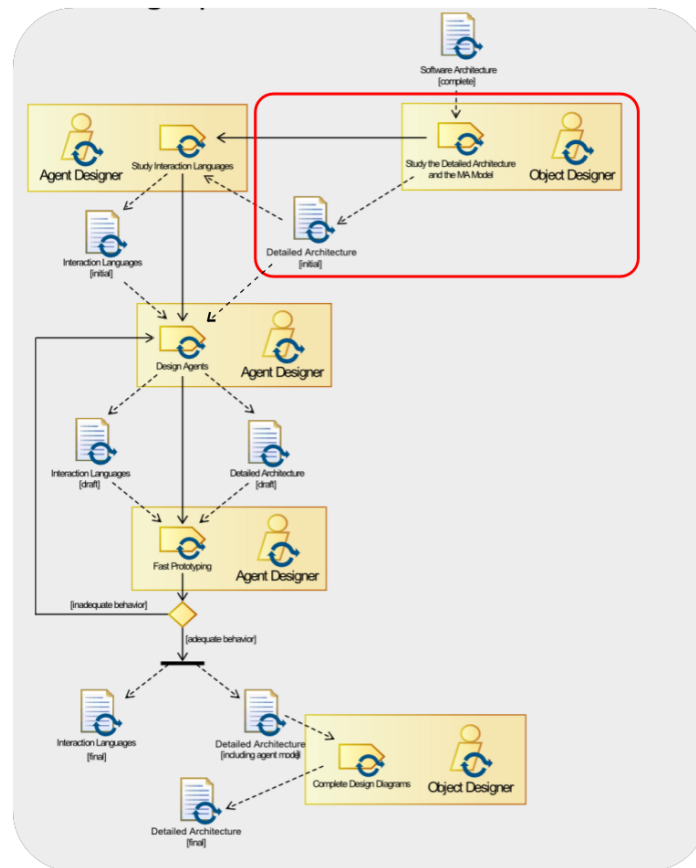 Software Architecture
[complete]
Agent Designer
Study Interaction Languages
Study the Detailed Architecture
and the MA Model
Object Designer
Interaction Languages
[initial]
Detailed Architecture
[initial]
Design Agents
Agent Designer
Interaction Languages
[draft]
Detailed Architecture
[draft]
Fast Prototyping
Agent Designer
[inadequate behavior]
[adequate behavior]
Interaction Languages
[final]
Detailed Architecture
[including agent model]
Complete Design Diagrams
Object Designer
Detailed Architecture
[final]